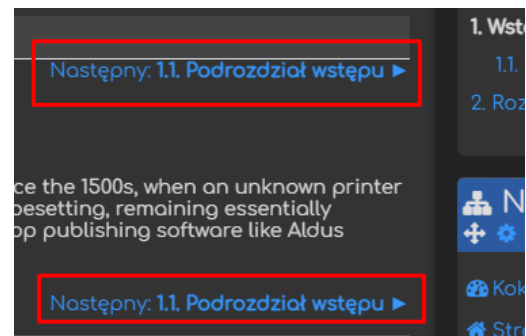 1. Wst
Następny: 1.1. Podrozdział wstępu ►
1.1.
2. Roz
ce the 1500s, when an unknown printer
pesetting, remaining essentially
op publishing software like Aldus
N
Kok
Następny: 1.1. Podrozdział wstępu ►
Stro